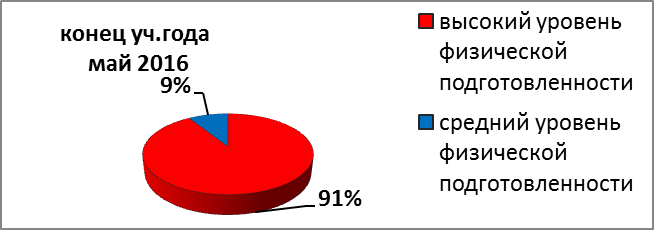 конец уч.года
май 2016
9%
91%
высокий уровень
физической
подготовленности
средний уровень
физической
подготовленности